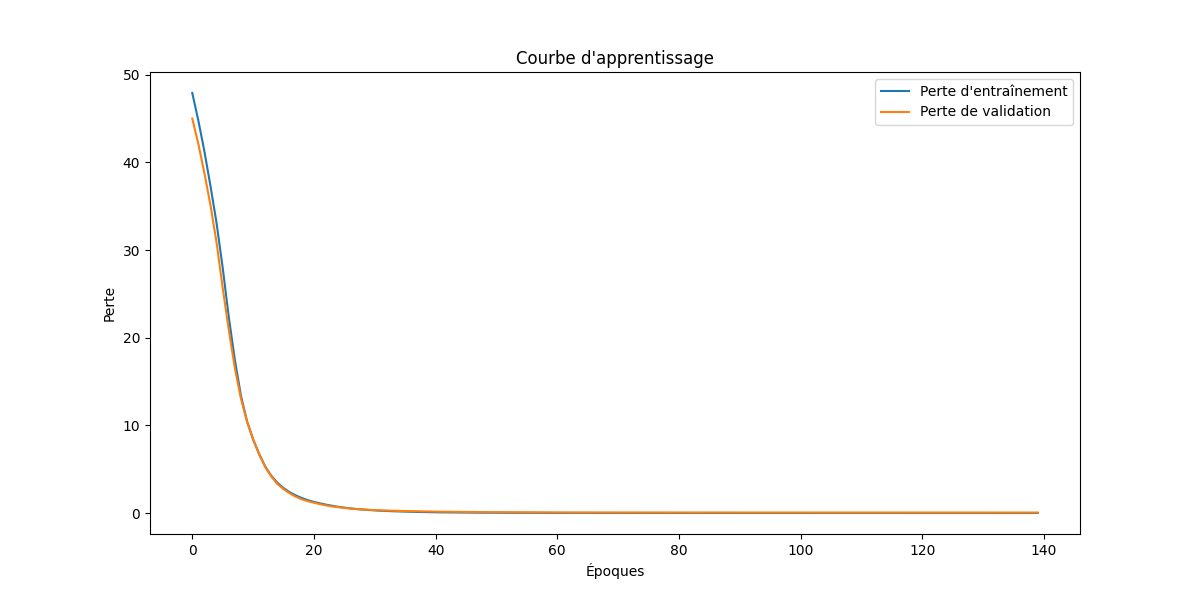 Courbe d'apprentissage
Perte d'entraînement
Perte de validation
50
40
30
20
10
0
Perte
0 20 40 60 80 100 120 140
Époques